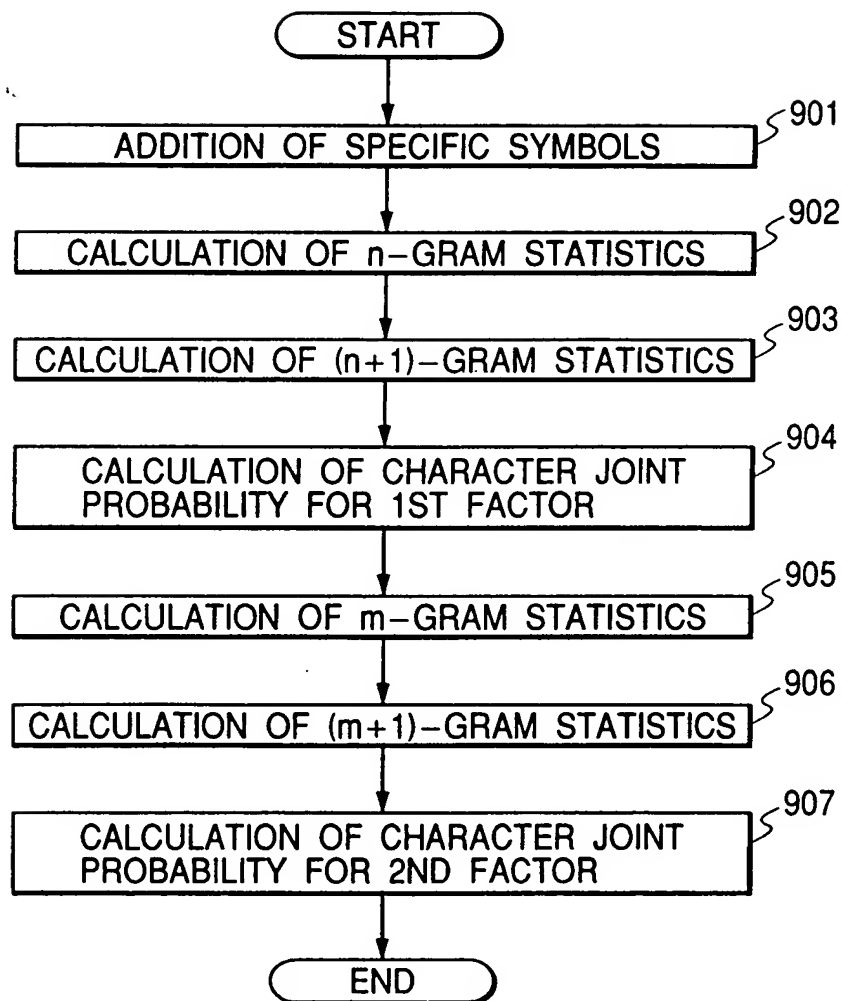 START
901
ADDITION OF SPECIFIC SYMBOLS
902
CALCULATION OF n-GRAM STATISTICS
903
CALCULATION OF (n+1)-GRAM STATISTICS
904
CALCULATION OF CHARACTER JOINT
PROBABILITY FOR 1ST FACTOR
905
CALCULATION OF m-GRAM STATISTICS
906
CALCULATION OF (m+1)-GRAM STATISTICS
907
CALCULATION OF CHARACTER JOINT
PROBABILITY FOR 2ND FACTOR
END